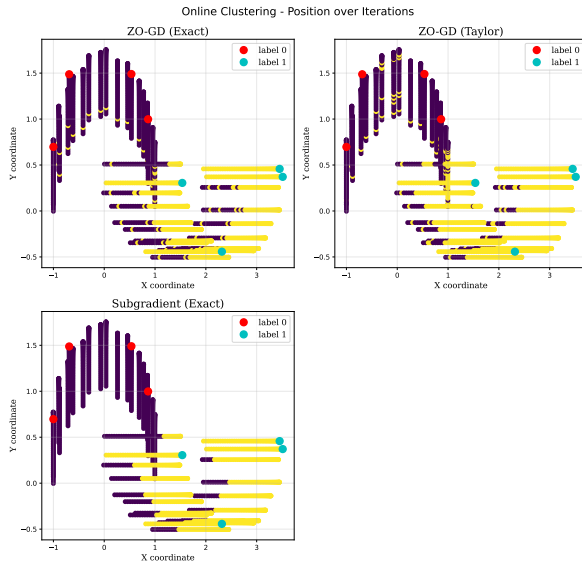 Online Clustering - Position over Iterations
ZO-GD (Exact)
label 0
label 1
Y coordinate
1.5
1.0
0.5
0.0
−0.5
−1 0 1 2 3
X coordinate
ZO-GD (Taylor)
label 0
label 1
Y coordinate
1.5
1.0
0.5
0.0
−0.5
−1 0 1 2 3
X coordinate
Subgradient (Exact)
label 0
label 1
Y coordinate
1.5
1.0
0.5
0.0
−0.5
−1 0 1 2 3
X coordinate